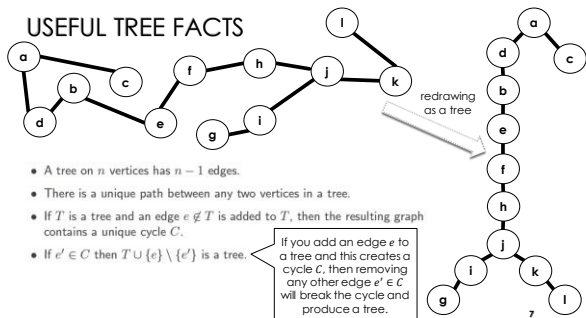 USEFUL TREE FACTS
a
c
b
d
e
f
h
l
j
k
g
i
redrawing
as a tree
a
d
c
b
e
f
h
j
i
k
g
l
• A tree on n vertices has n − 1 edges.
• There is a unique path between any two vertices in a tree.
• If T is a tree and an edge e ∉ T is added to T, then the resulting graph
contains a unique cycle C.
• If e′ ∈ C then T ∪ {e} \ {e′} is a tree.
If you add an edge e to
a tree and this creates a
cycle C, then removing
any other edge e′ ∈ C
will break the cycle and
produce a tree.
7